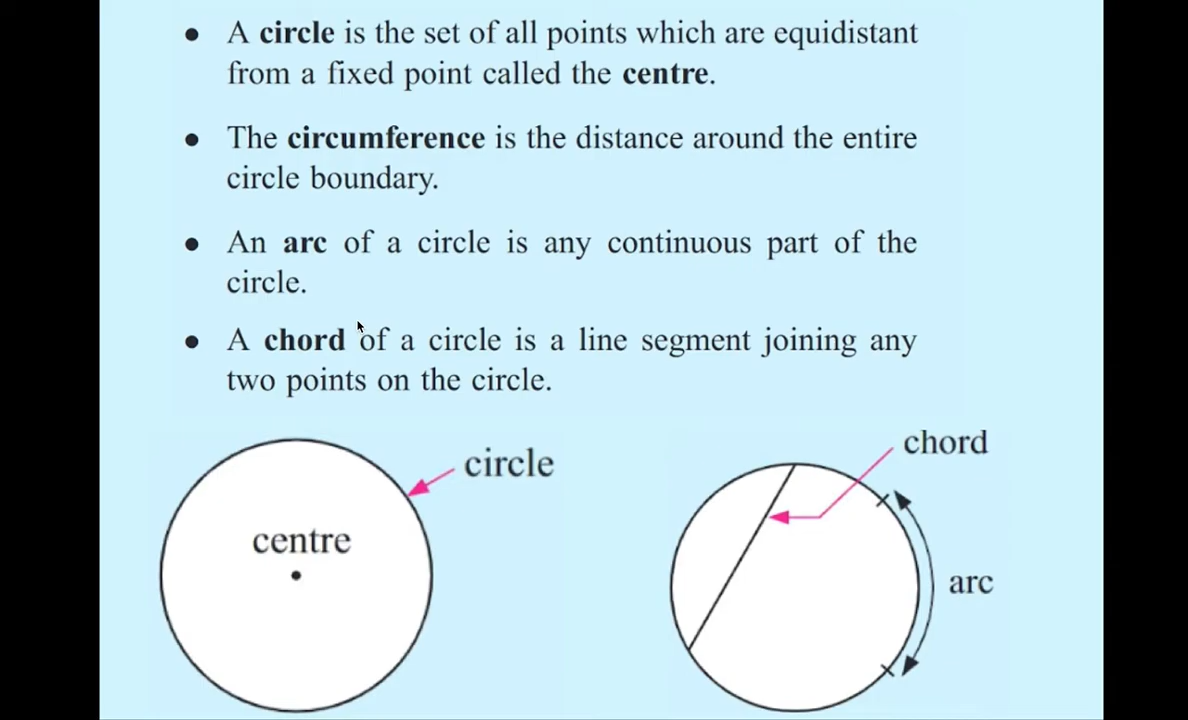 ● A circle is the set of all points which are equidistant
from a fixed point called the centre.
● The circumference is the distance around the entire
circle boundary.
● An arc of a circle is any continuous part of the
circle.
● A chord of a circle is a line segment joining any
two points on the circle.
circle
centre
chord
arc